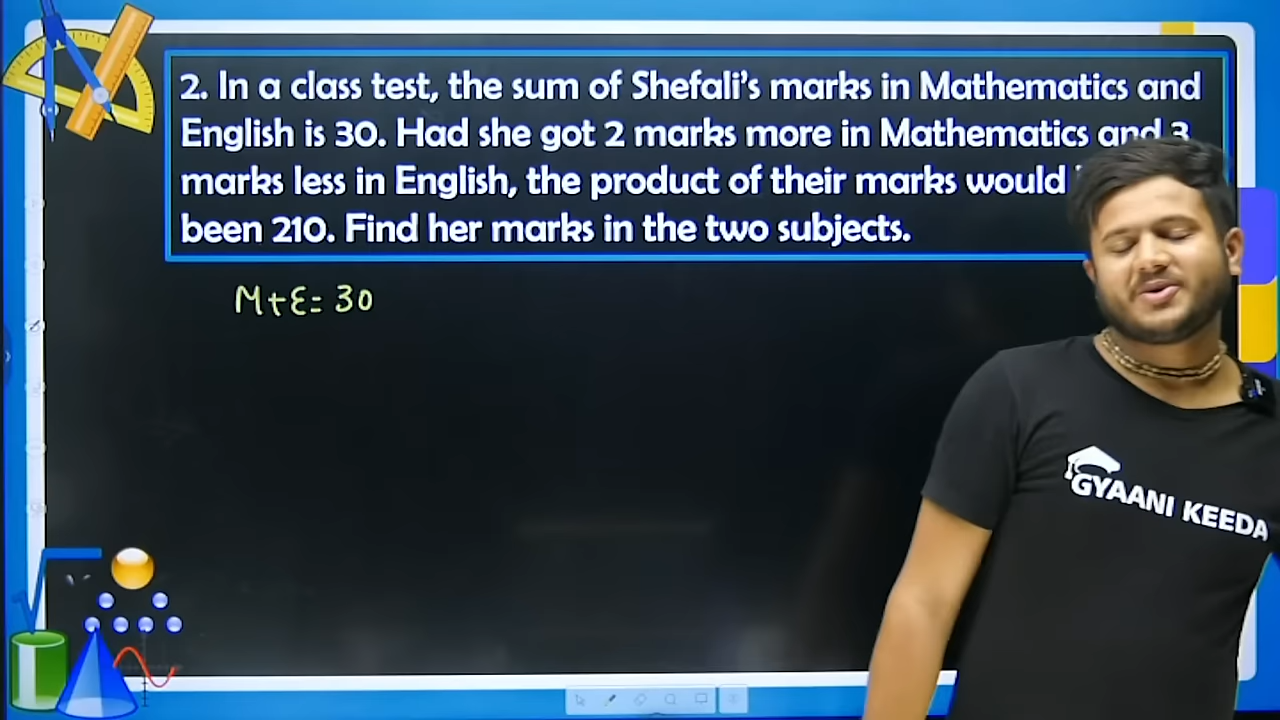 2. In a class test, the sum of Shefali's marks in Mathematics and
English is 30. Had she got 2 marks more in Mathematics and 3
marks less in English, the product of their marks would
been 210. Find her marks in the two subjects.
M+E= 30
GYAANI KEEDA